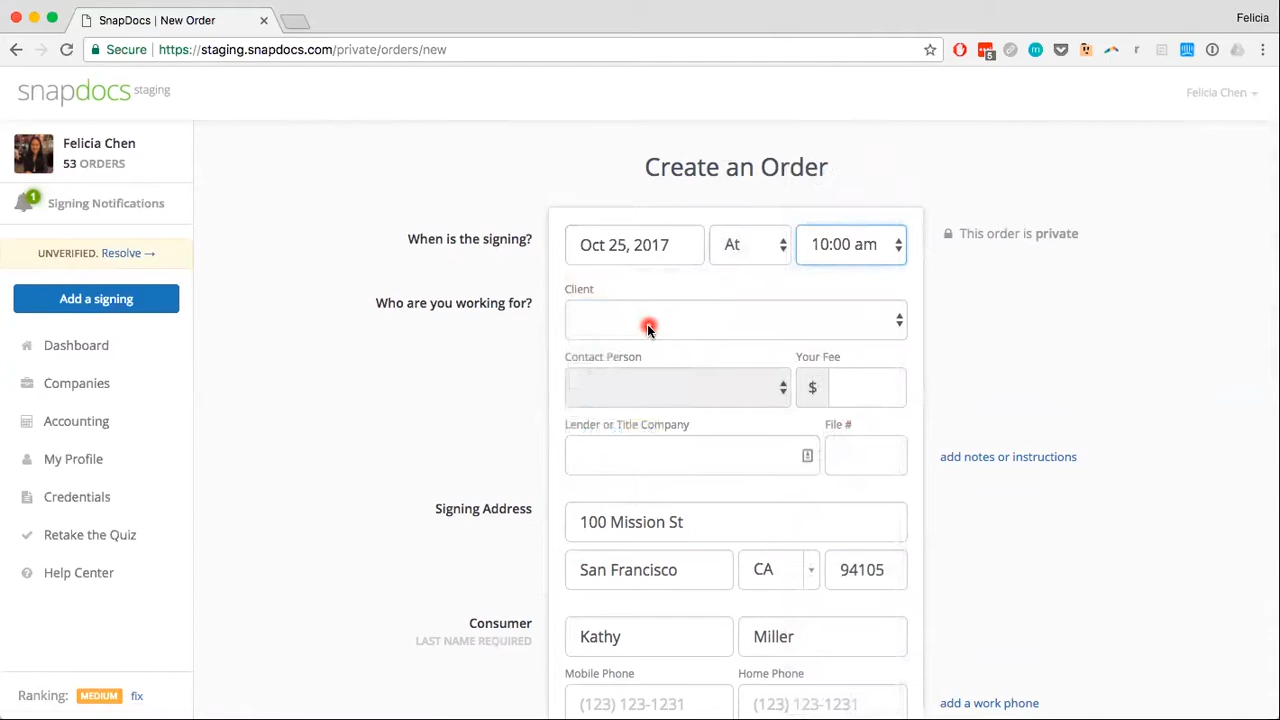 SnapDocs | New Order
Felicia
Secure https://staging.snapdocs.com/private/orders/new
5
snapdocs staging
Felicia Chen
Felicia Chen
53 ORDERS
1
Signing Notifications
UNVERIFIED. Resolve →
Add a signing
Dashboard
Companies
Accounting
My Profile
Credentials
Retake the Quiz
Help Center
Ranking: MEDIUM fix
Create an Order
When is the signing?
Oct 25, 2017 At 10:00 am
This order is private
Who are you working for?
Client
Contact Person Your Fee
$
Lender or Title Company File #
add notes or instructions
Signing Address
100 Mission St
San Francisco CA 94105
Consumer
LAST NAME REQUIRED
Kathy Miller
Mobile Phone Home Phone
(123) 123-1231 (123) 123-1231
add a work phone